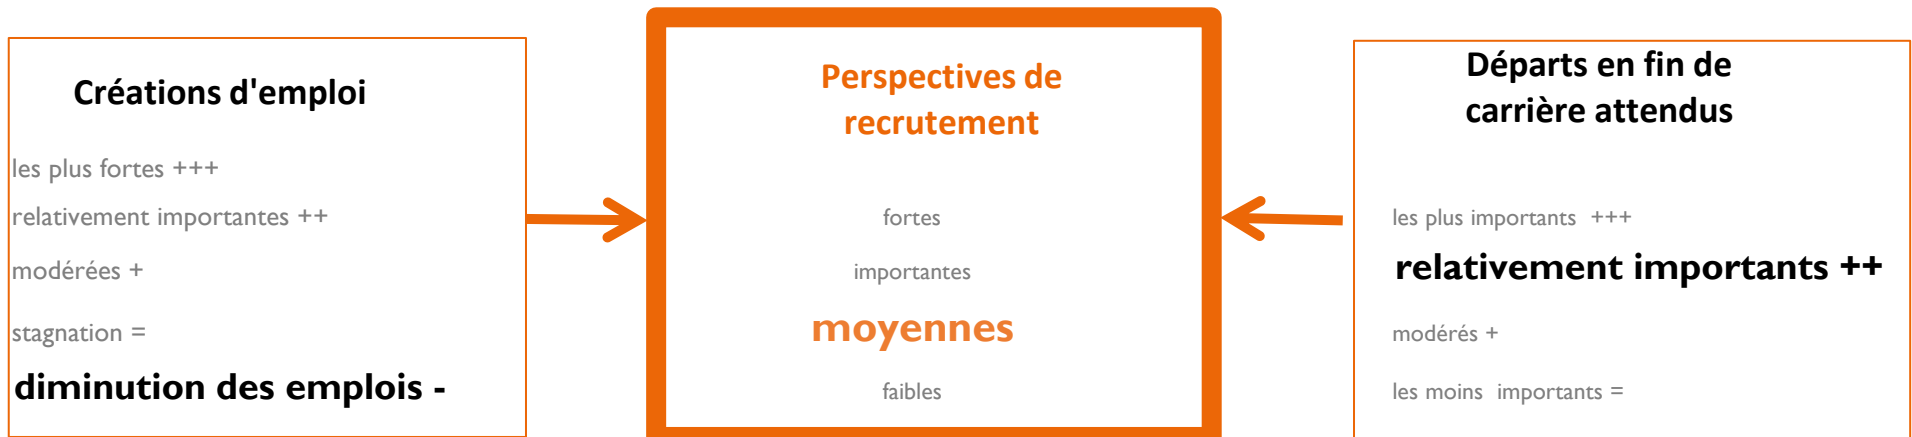 Créations d'emploi
les plus fortes +++
relativement importantes ++
modérées +
stagnation =
diminution des emplois -
Perspectives de
recrutement
fortes
importantes
moyennes
faibles
Départs en fin de
carrière attendus
les plus importants +++
relativement importants ++
modérés +
les moins importants =